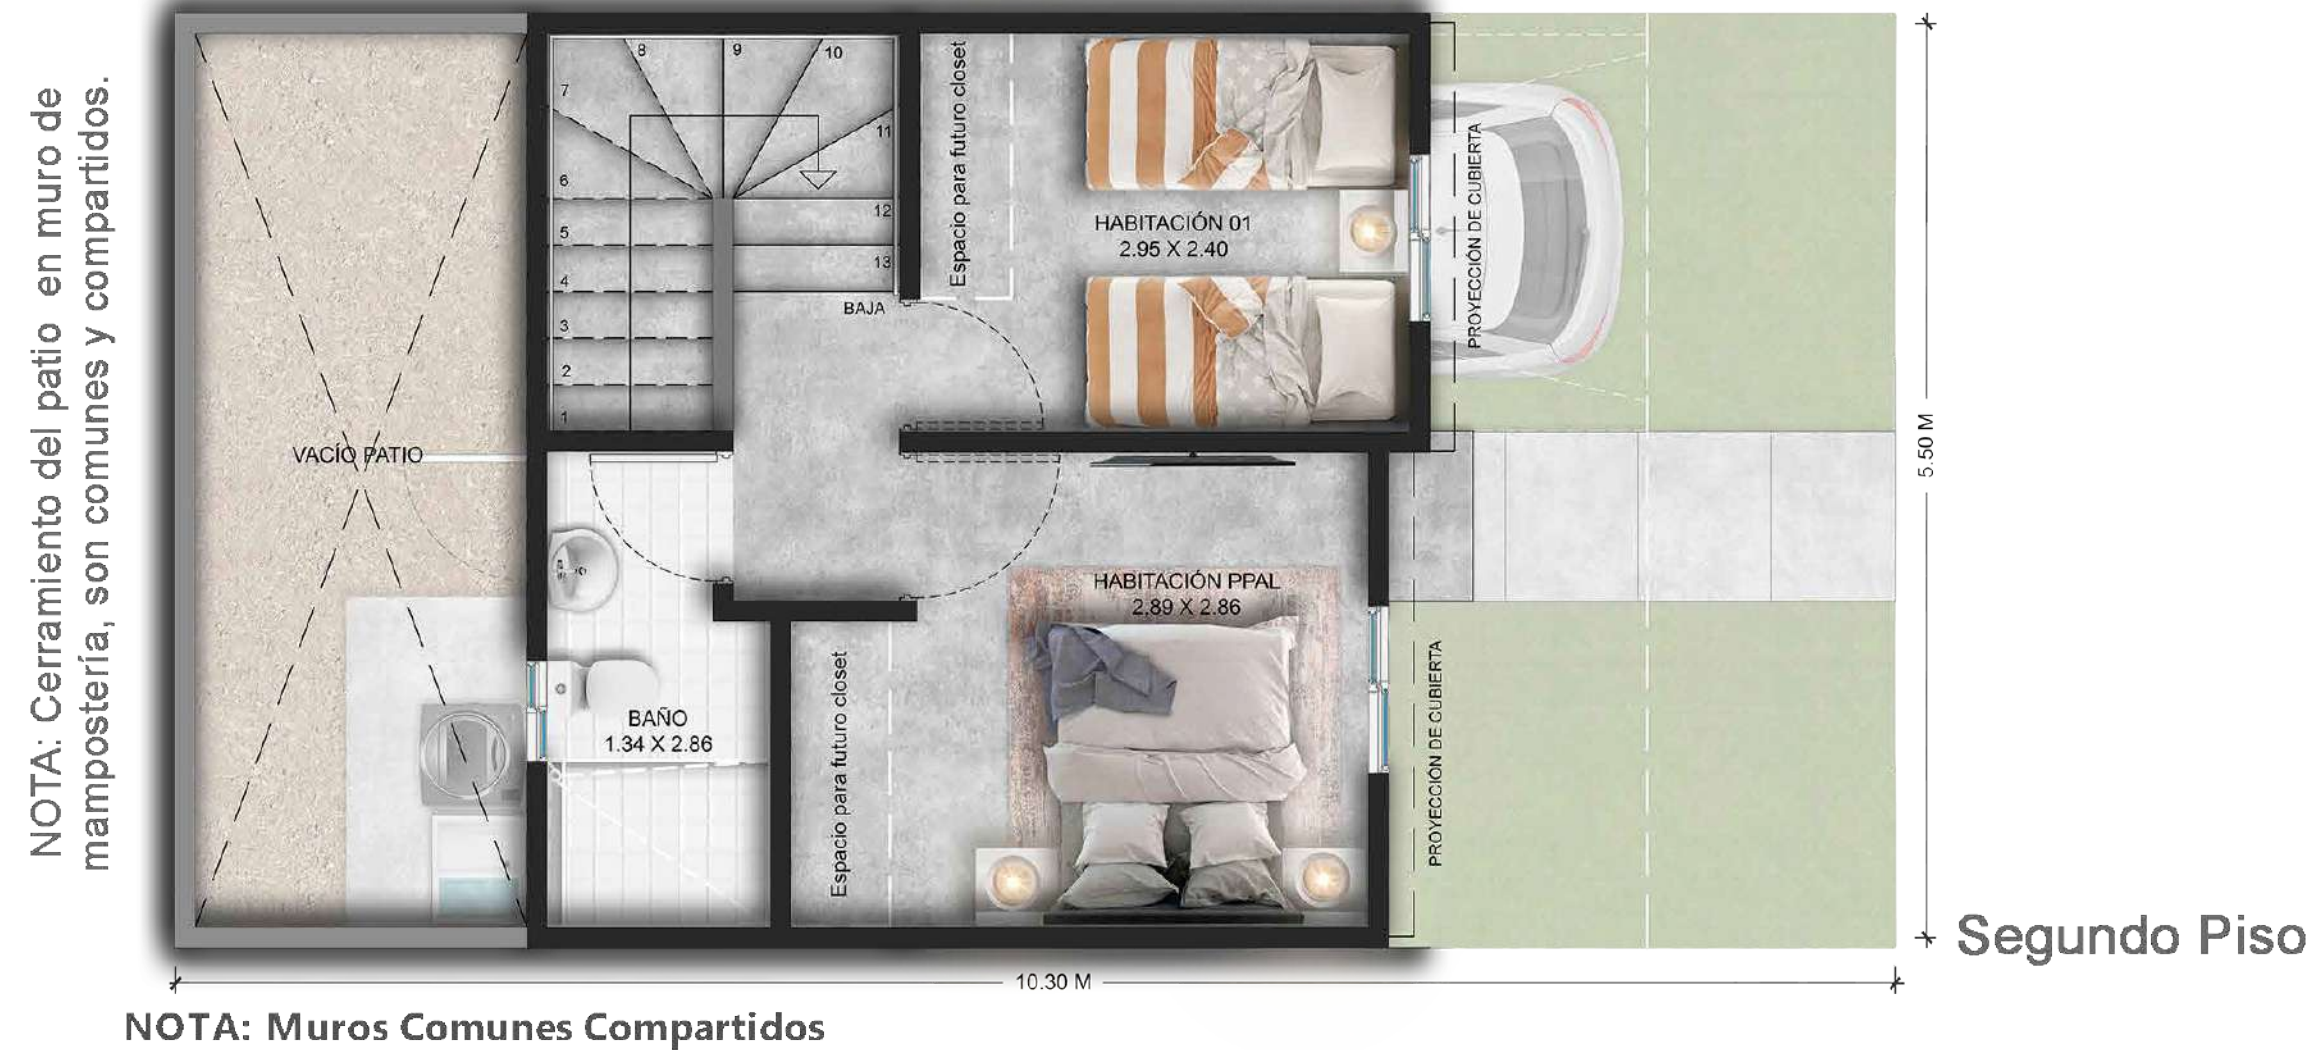 NOTA: Cerramiento del patio en muro de
mampostería, son comunes y compartidos.
VACÍO PATIO
1
2
3
4
5
6
7
8
9
10
11
12
13
BAJA
Espacio para futuro closet
HABITACIÓN 01
2.95 X 2.40
PROYECCIÓN DE CUBIERTA
BAÑO
1.34 X 2.86
Espacio para futuro closet
HABITACIÓN PPAL
2.89 X 2.86
PROYECCIÓN DE CUBIERTA
5.50 M
10.30 M
Segundo Piso
NOTA: Muros Comunes Compartidos